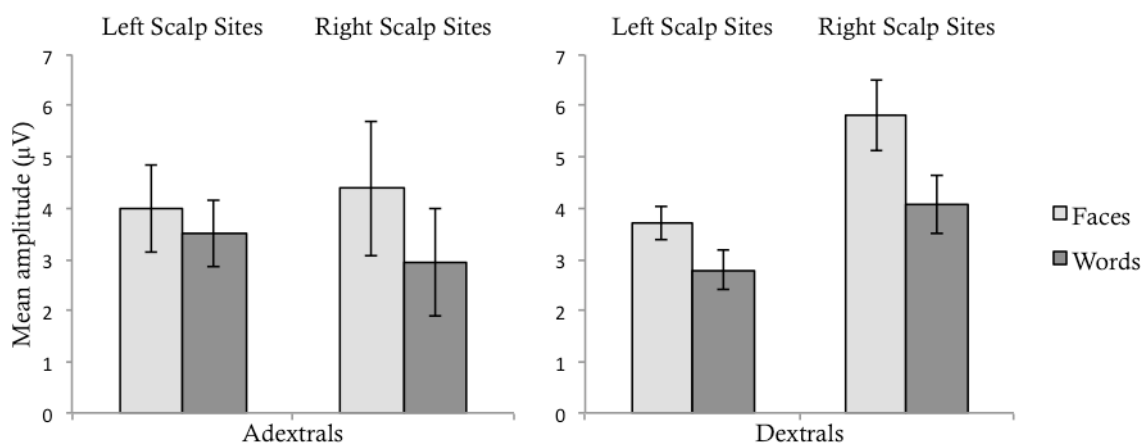 Left Scalp Sites Right Scalp Sites
7
6
5
4
3
2
1
0
Mean amplitude (µV)
Adextrals
Left Scalp Sites Right Scalp Sites
7
6
5
4
3
2
1
0
Dextrals
Faces
Words